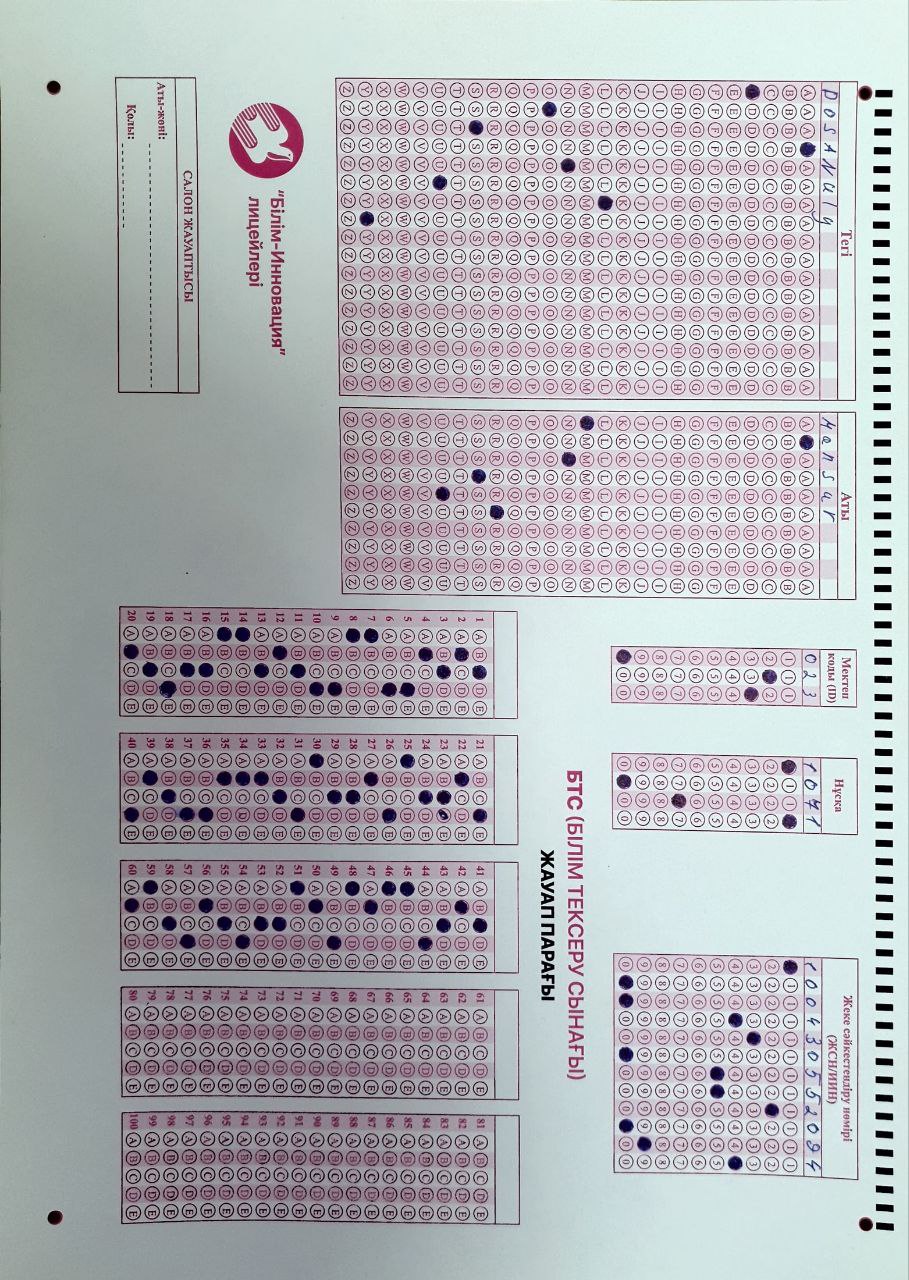 Тегі
DOSANUly
Аты
Mansur
Мектеп
коды (ID)
023
Нұсқа
1071
Жеке сәйкестендіру нөмірі
(ЖСН/ИИН)
100430552094
"Білім-Инновация"
лицейлері
САЛОН ЖАУАПТЫСЫ
Аты-жөні:
Қолы:
БТС (БІЛІМ ТЕКСЕРУ СЫНАҒЫ)
ЖАУАП ПАРАҒЫ
1 2 3 4 5 6 7 8 9 10 11 12 13 14 15 16 17 18 19 20
21 22 23 24 25 26 27 28 29 30 31 32 33 34 35 36 37 38 39 40
41 42 43 44 45 46 47 48 49 50 51 52 53 54 55 56 57 58 59 60
61 62 63 64 65 66 67 68 69 70 71 72 73 74 75 76 77 78 79 80
81 82 83 84 85 86 87 88 89 90 91 92 93 94 95 96 97 98 99 100